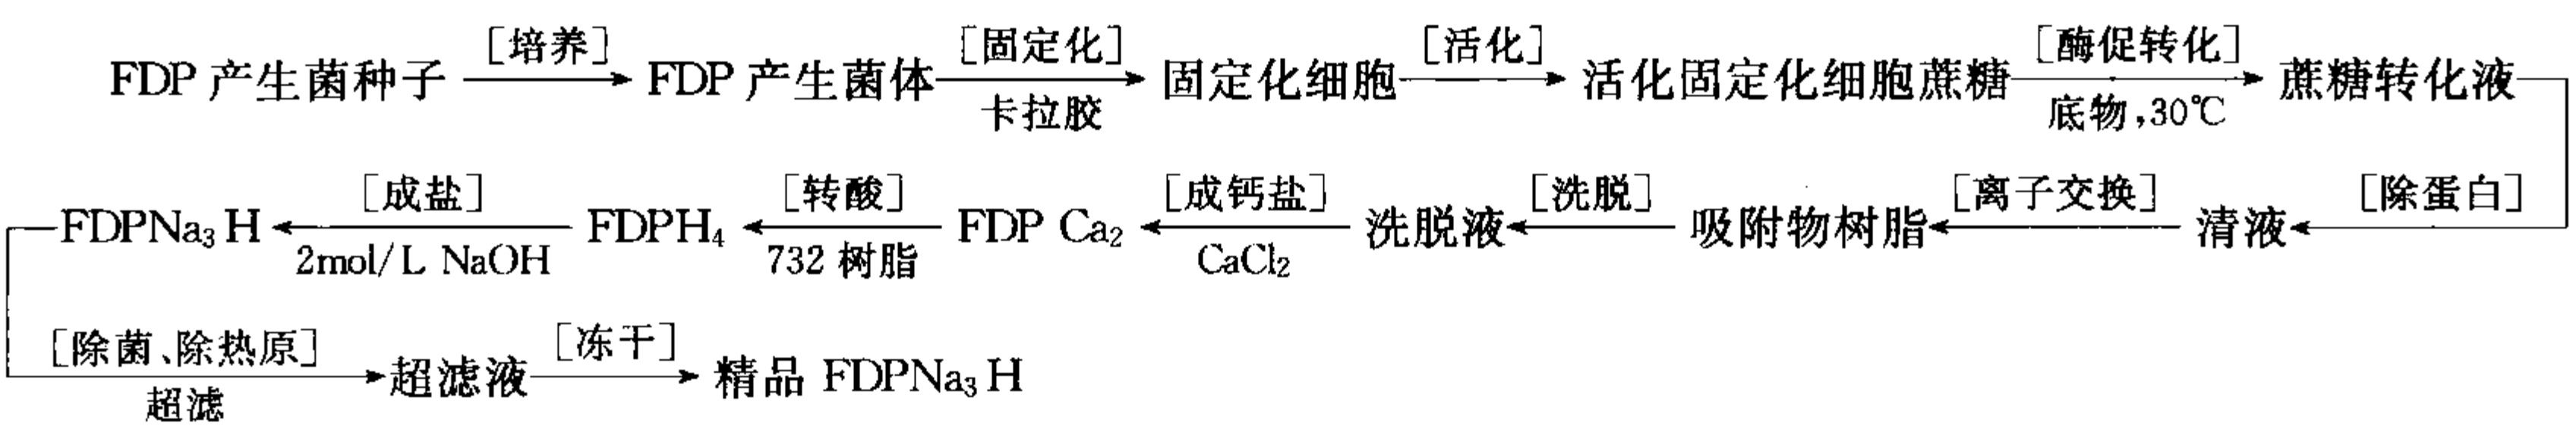 [培养] [固定化] [活化] [酶促转化]
FDP 产生菌种子 → FDP 产生菌体 → 固定化细胞 → 活化固定化细胞蔗糖 → 蔗糖转化液
卡拉胶 底物,30℃
[成盐] [转酸] [成钙盐] [洗脱] [离子交换] [除蛋白]
FDPNa₃H ← FDPH₄ ← FDP Ca₂ ← 洗脱液 ← 吸附物树脂 ← 清液
2mol/L NaOH 732 树脂 CaCl₂
[除菌、除热原] [冻干]
超滤液 → 精品 FDPNa₃H
超滤